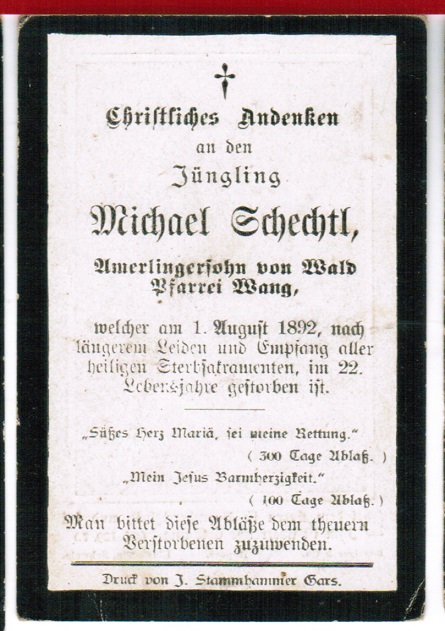 †
Christliches Andenken
an den
Jüngling
Michael Schechtl,
Amerlingersohn von Wald
Pfarrei Wang,
welcher am 1. August 1892, nach
längerem Leiden und Empfang aller
heiligen Sterbsakramenten, im 22.
Lebensjahre gestorben ist.
„Süßes Herz Mariä, sei meine Rettung.“
( 300 Tage Ablaß. )
„Mein Jesus Barmherzigkeit.“
( 100 Tage Ablaß. )
Man bittet diese Abläße dem theuern
Verstorbenen zuzuwenden.
Druck von J. Stammhammer Gars.